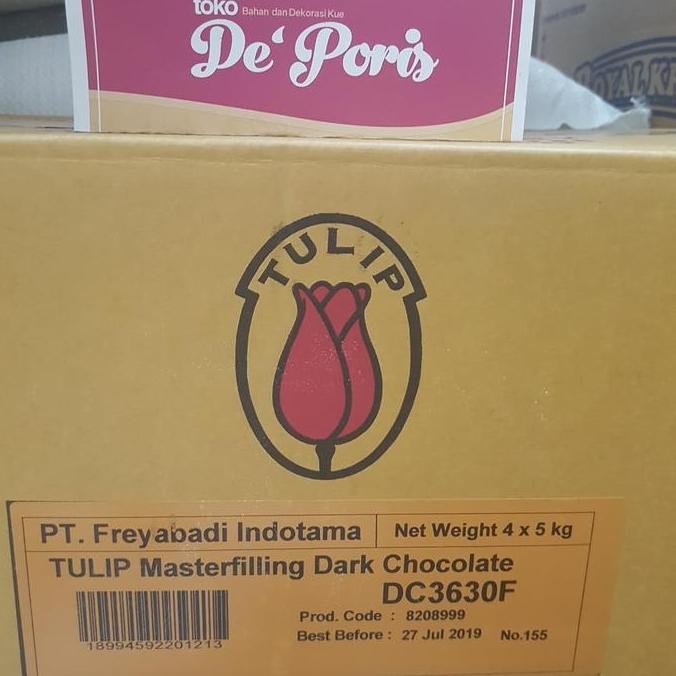 toko Bahan dan Dekorasi Kue
De' Poris
TULIP
PT. Freyabadi Indotama Net Weight 4 x 5 kg
TULIP Masterfilling Dark Chocolate
DC3630F
Prod. Code : 8208999
Best Before : 27 Jul 2019 No.155
18994592201213